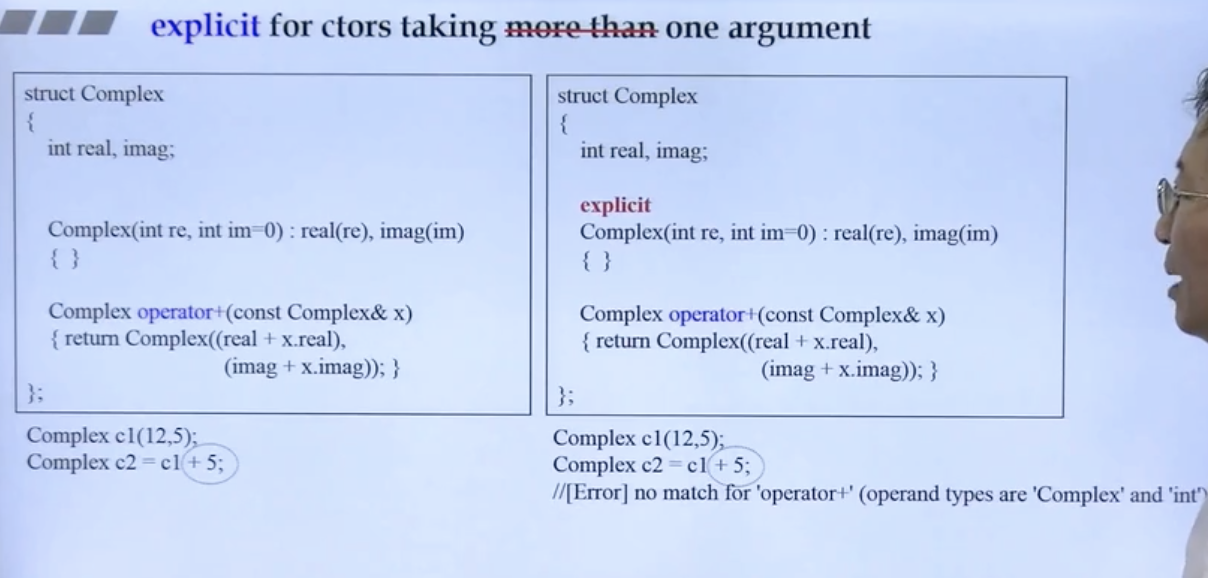 explicit for ctors taking more than one argument
struct Complex
{
int real, imag;
Complex(int re, int im=0) : real(re), imag(im)
{ }
Complex operator+(const Complex& x)
{ return Complex((real + x.real),
(imag + x.imag)); }
};
Complex c1(12,5);
Complex c2 = c1 + 5;
struct Complex
{
int real, imag;
explicit
Complex(int re, int im=0) : real(re), imag(im)
{ }
Complex operator+(const Complex& x)
{ return Complex((real + x.real),
(imag + x.imag)); }
};
Complex c1(12,5);
Complex c2 = c1 + 5;
//[Error] no match for 'operator+' (operand types are 'Complex' and 'int')